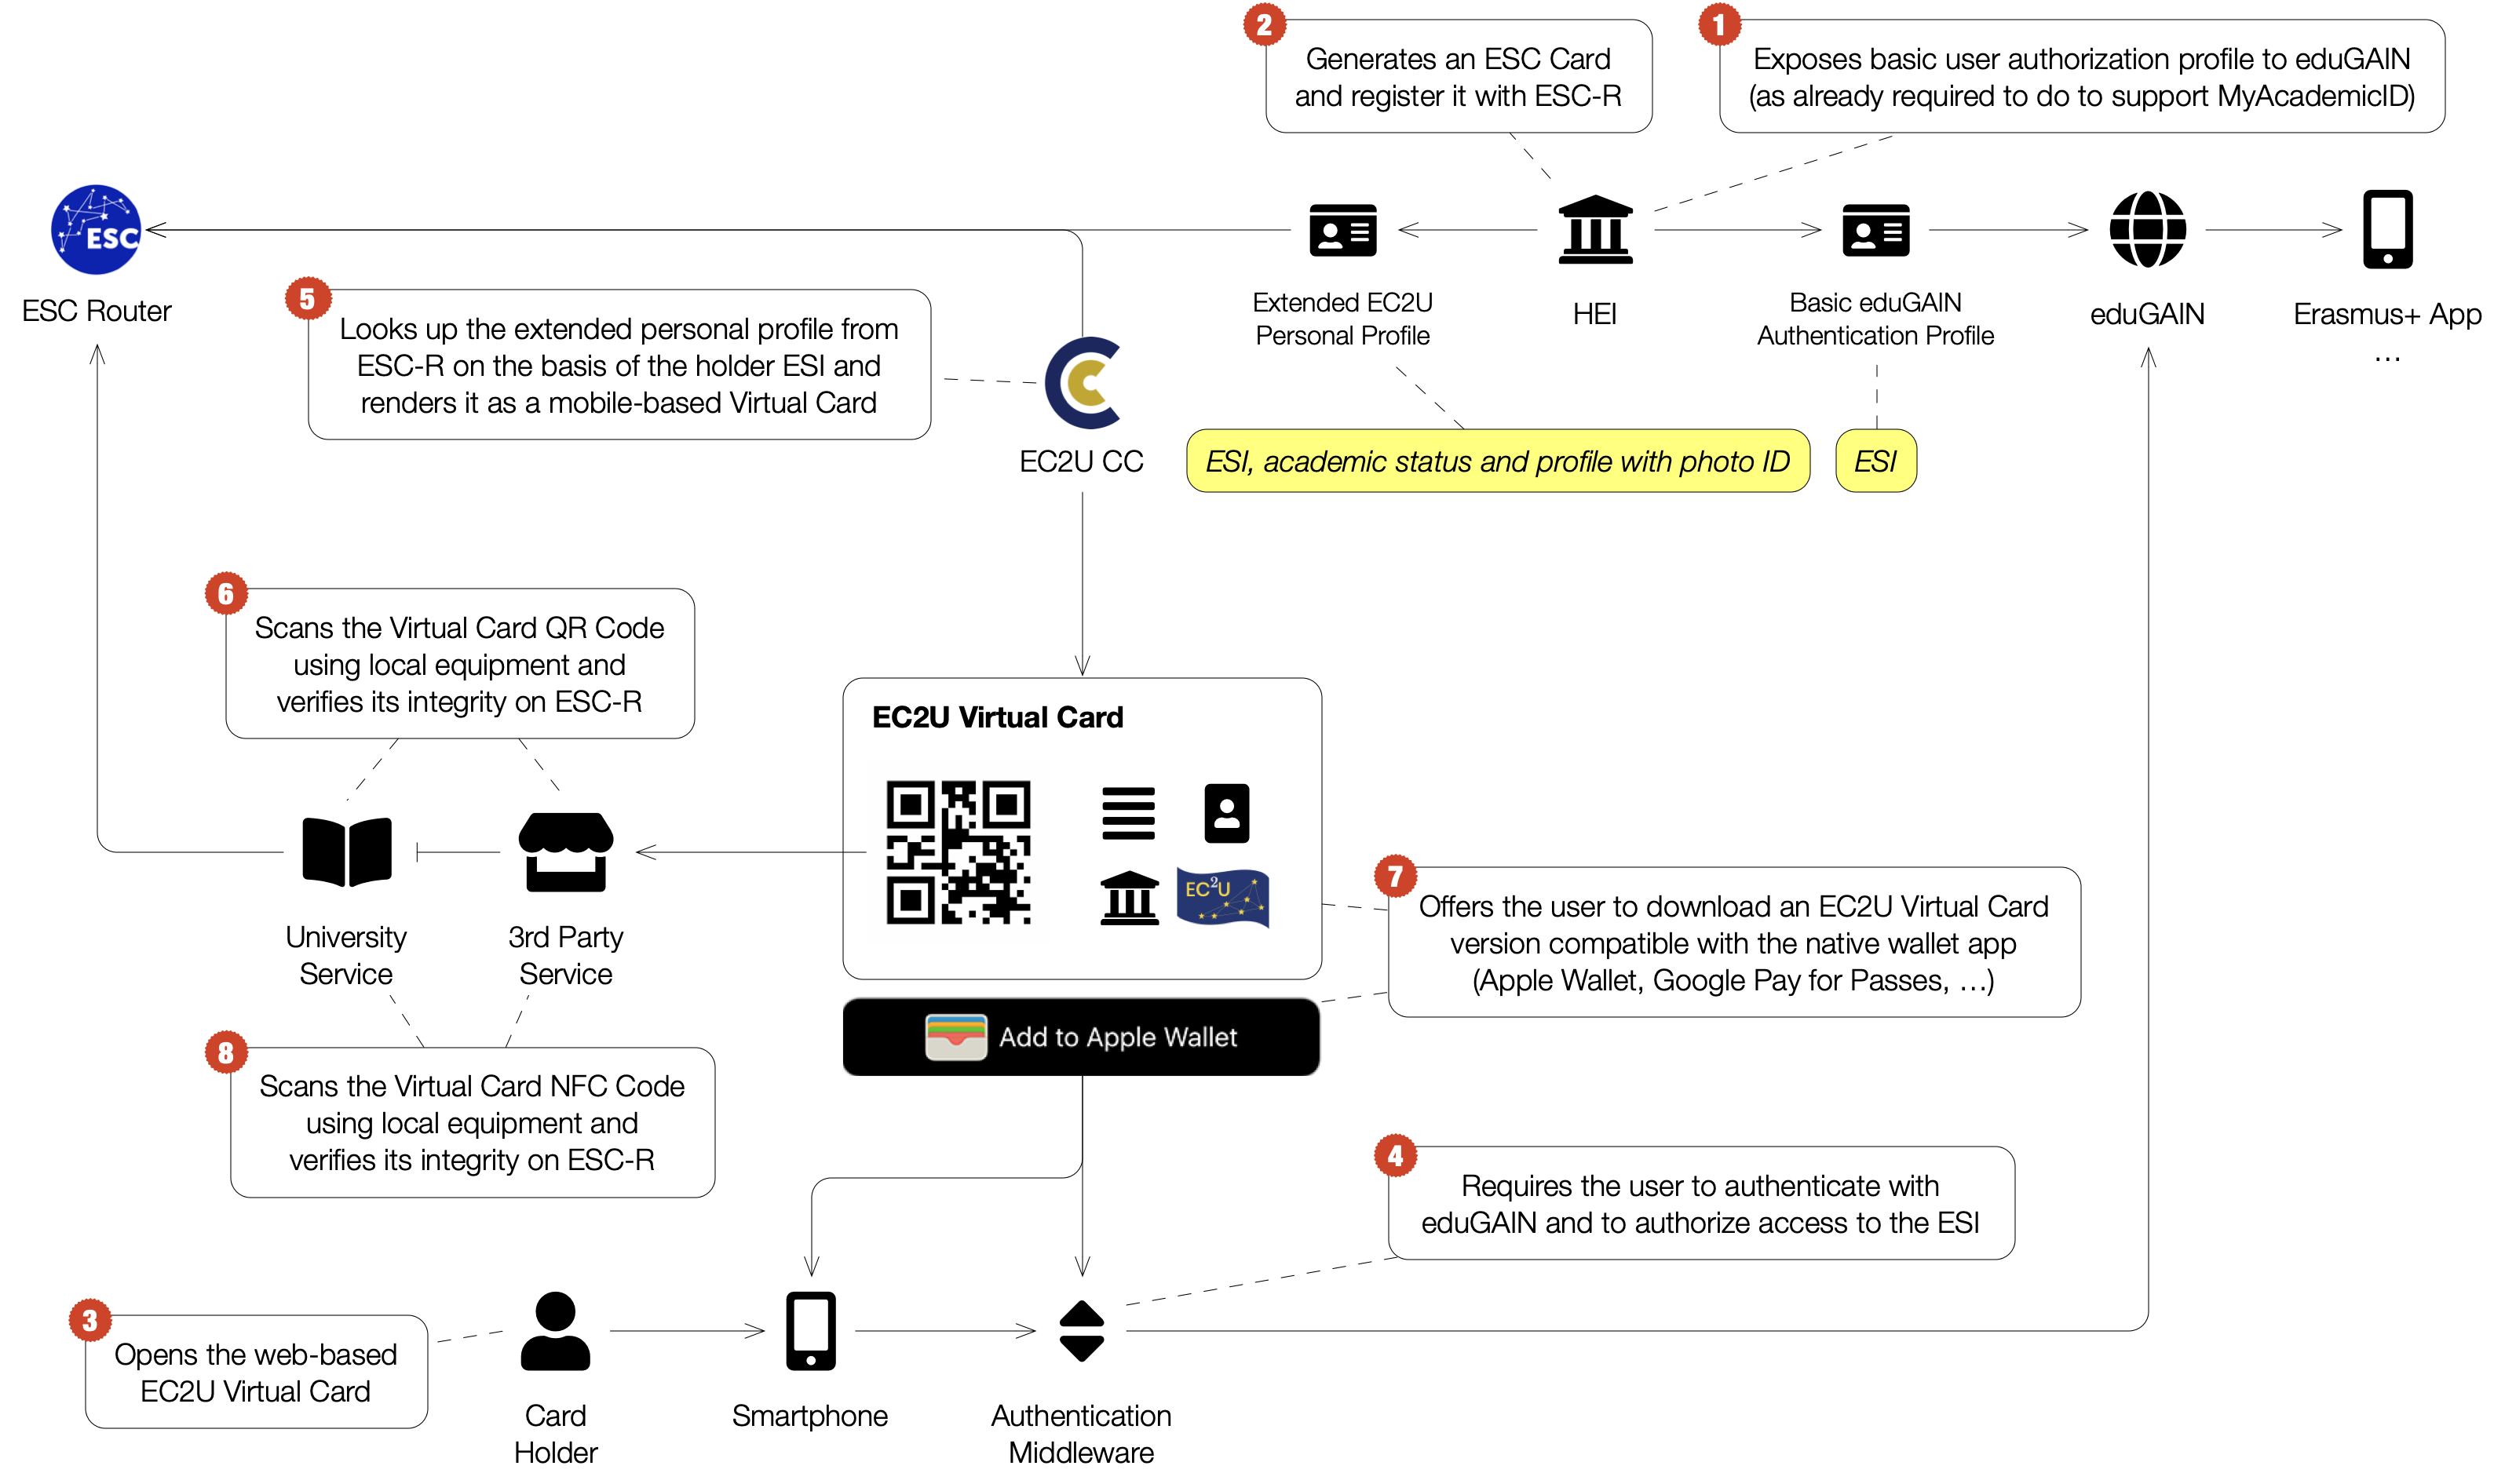 2
Generates an ESC Card
and register it with ESC-R
1
Exposes basic user authorization profile to eduGAIN
(as already required to do to support MyAcademicID)
ESC
ESC Router
Extended EC2U
Personal Profile
HEI
Basic eduGAIN
Authentication Profile
eduGAIN
Erasmus+ App
...
5
Looks up the extended personal profile from
ESC-R on the basis of the holder ESI and
renders it as a mobile-based Virtual Card
EC2U CC
ESI, academic status and profile with photo ID
ESI
6
Scans the Virtual Card QR Code
using local equipment and
verifies its integrity on ESC-R
EC2U Virtual Card
EC²U
University
Service
3rd Party
Service
7
Offers the user to download an EC2U Virtual Card
version compatible with the native wallet app
(Apple Wallet, Google Pay for Passes, …)
Add to Apple Wallet
8
Scans the Virtual Card NFC Code
using local equipment and
verifies its integrity on ESC-R
4
Requires the user to authenticate with
eduGAIN and to authorize access to the ESI
3
Opens the web-based
EC2U Virtual Card
Card
Holder
Smartphone
Authentication
Middleware